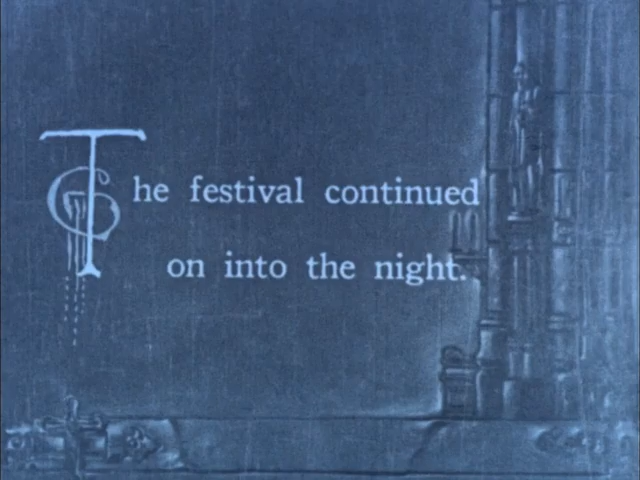 The festival continued
on into the night.